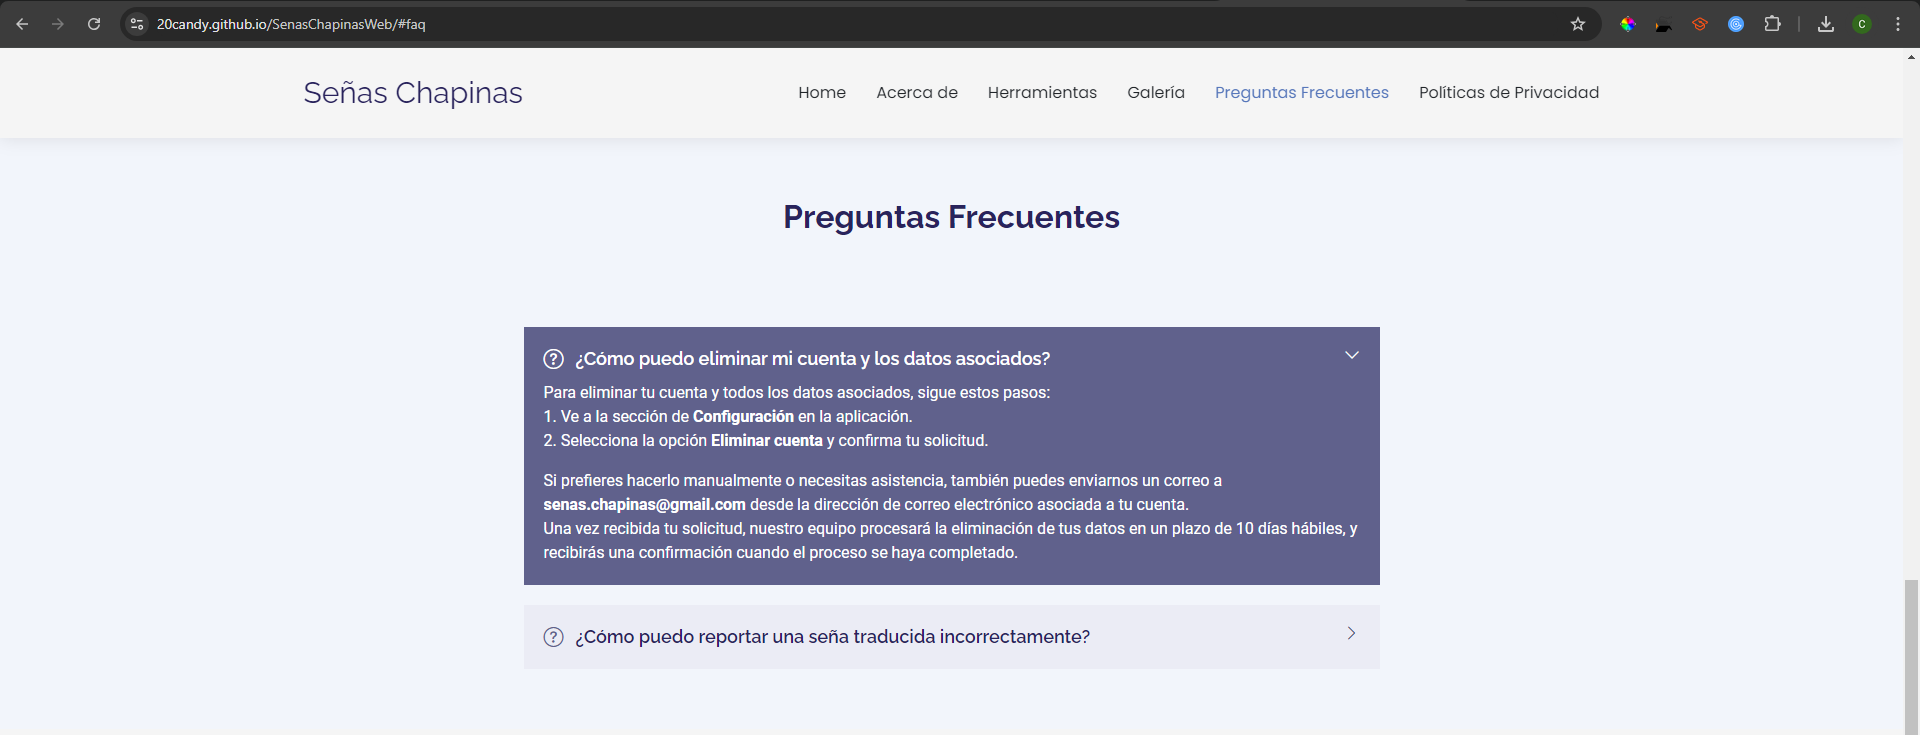 20candy.github.io/SenasChapinasWeb/#faq
C
Señas Chapinas
Home Acerca de Herramientas Galería Preguntas Frecuentes Políticas de Privacidad
Preguntas Frecuentes
¿Cómo puedo eliminar mi cuenta y los datos asociados?
Para eliminar tu cuenta y todos los datos asociados, sigue estos pasos:
1. Ve a la sección de Configuración en la aplicación.
2. Selecciona la opción Eliminar cuenta y confirma tu solicitud.
Si prefieres hacerlo manualmente o necesitas asistencia, también puedes enviarnos un correo a
senas.chapinas@gmail.com desde la dirección de correo electrónico asociada a tu cuenta.
Una vez recibida tu solicitud, nuestro equipo procesará la eliminación de tus datos en un plazo de 10 días hábiles, y
recibirás una confirmación cuando el proceso se haya completado.
¿Cómo puedo reportar una seña traducida incorrectamente?